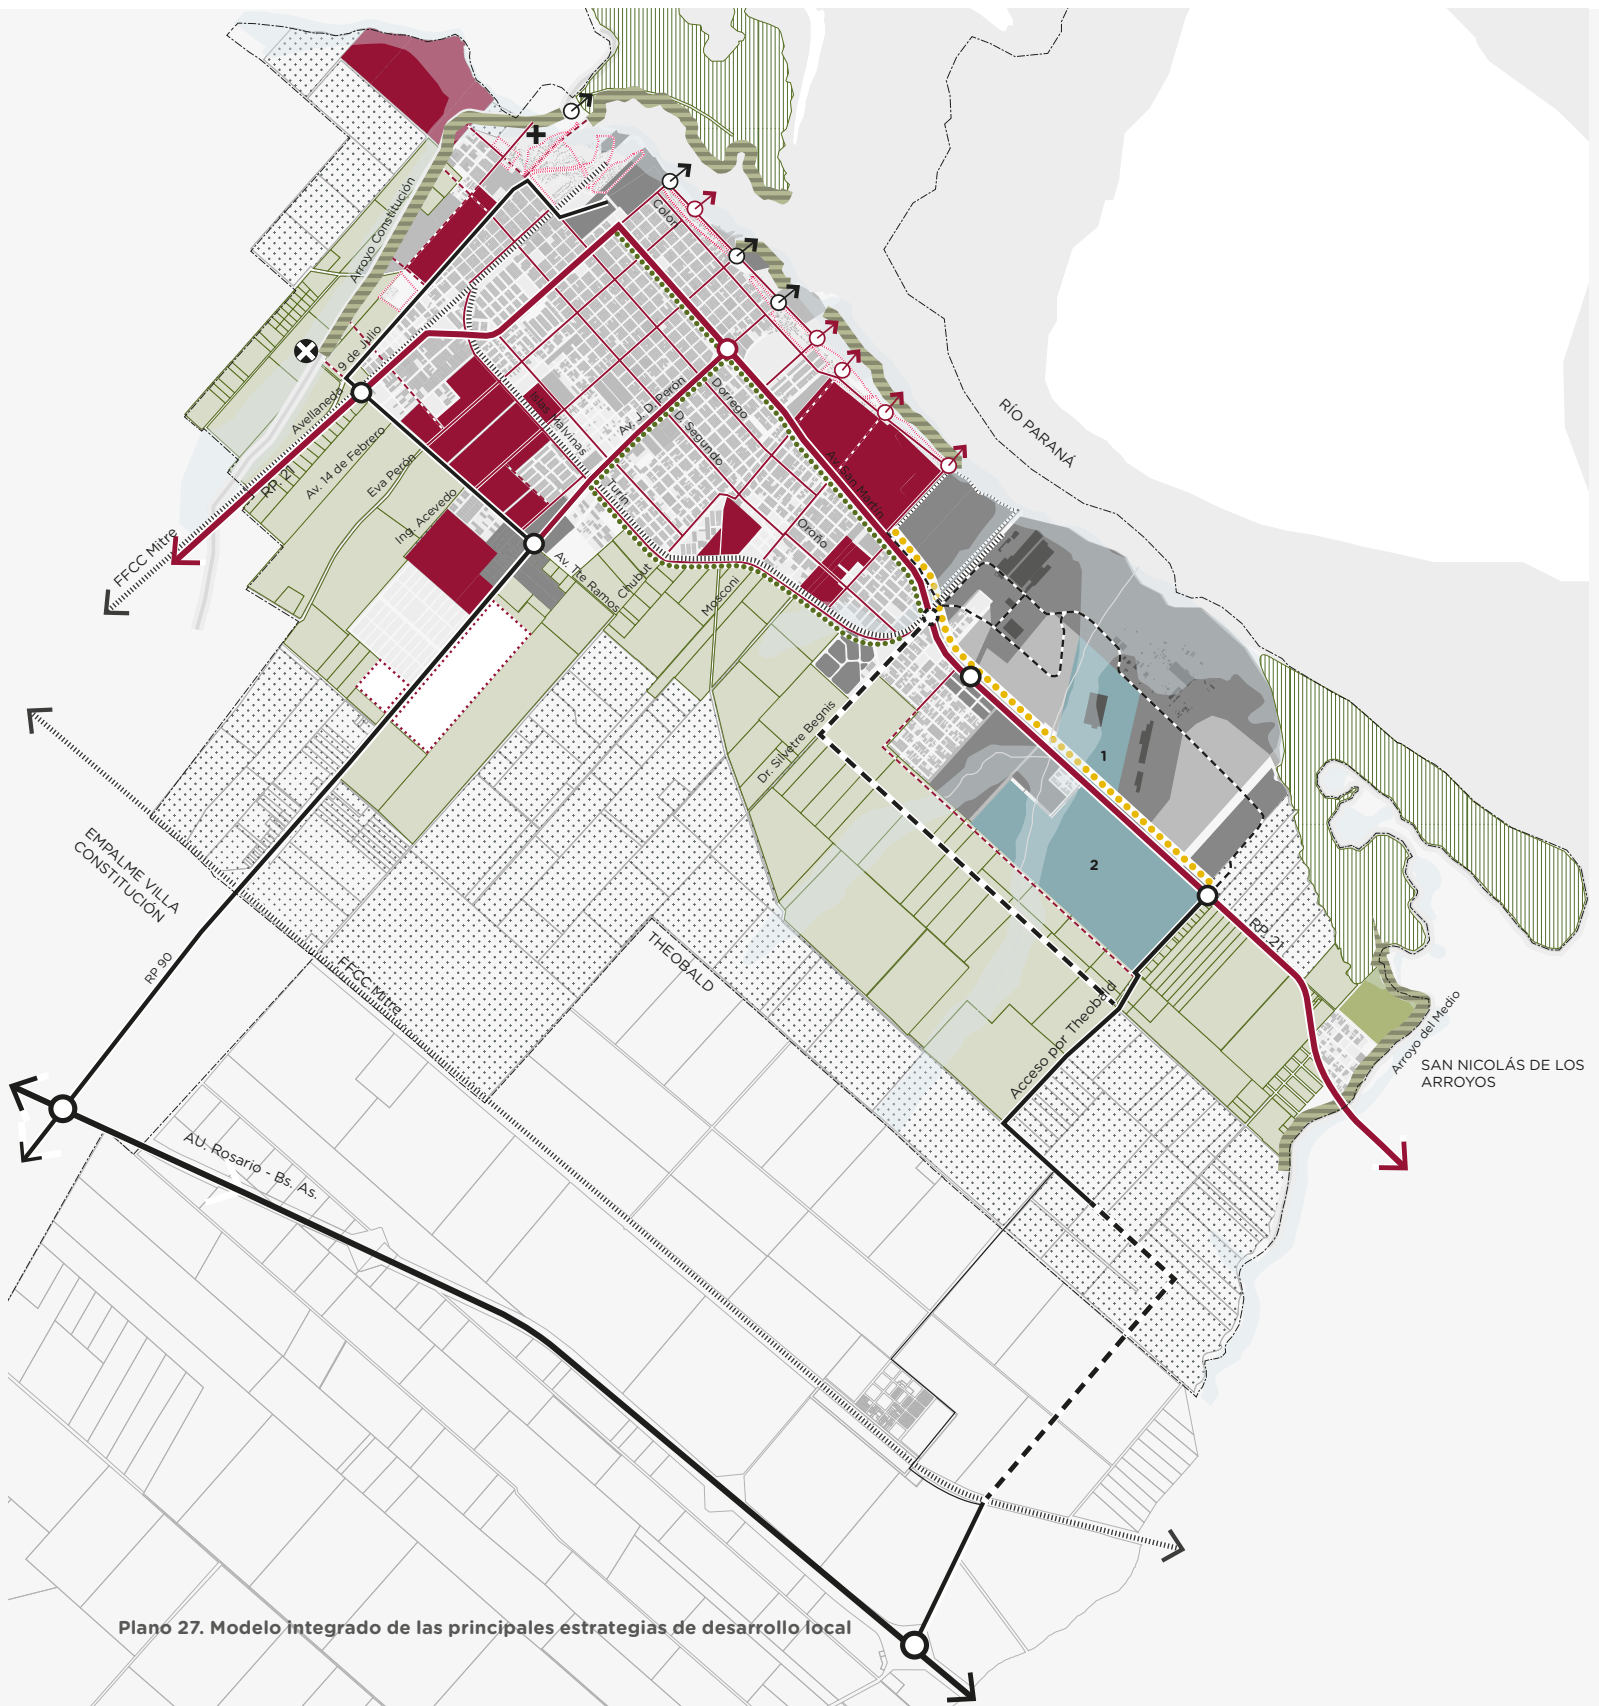 Arroyo Constitución
Colón
9 de Julio
Avellaneda
RP. 21
Av. 14 de Febrero
Eva Perón
Ing. Acevedo
FFCC Mitre
Islas Malvinas
Av. J. D. Perón
Dorrego
D. Segundo
Turín
Av. San Martín
Oroño
Av. Tte Ramos
Chubut
Mosconi
RÍO PARANÁ
Dr. Silvetre Begnis
1
2
EMPALME VILLA
CONSTITUCIÓN
RP 90
FFCC Mitre
THEOBALD
RP. 21
Acceso por Theobald
Arroyo del Medio
SAN NICOLÁS DE LOS
ARROYOS
AU. Rosario - Bs. As.
Plano 27. Modelo integrado de las principales estrategias de desarrollo local